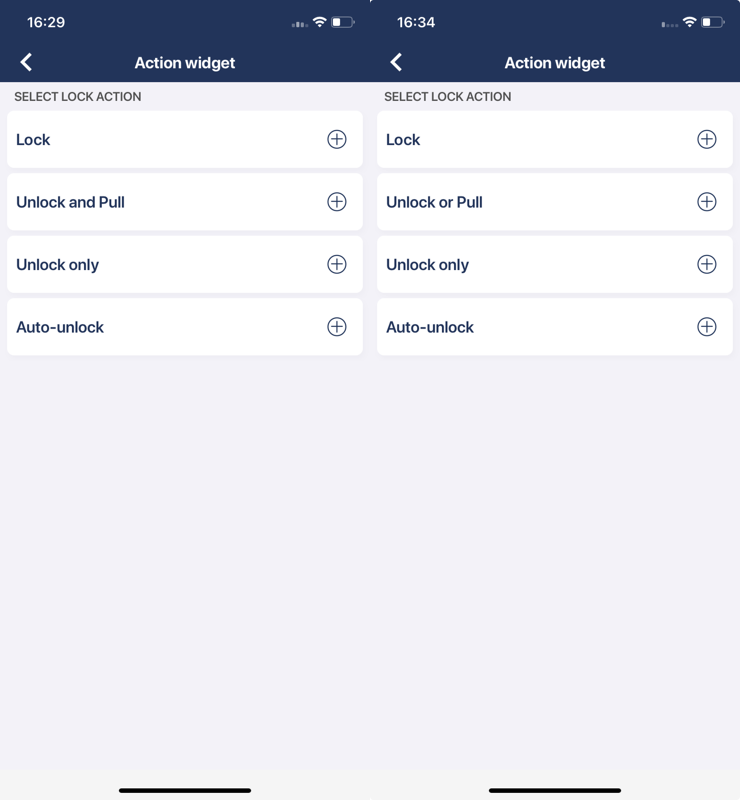 16:29
Action widget
SELECT LOCK ACTION
Lock
Unlock and Pull
Unlock only
Auto-unlock
16:34
Action widget
SELECT LOCK ACTION
Lock
Unlock or Pull
Unlock only
Auto-unlock